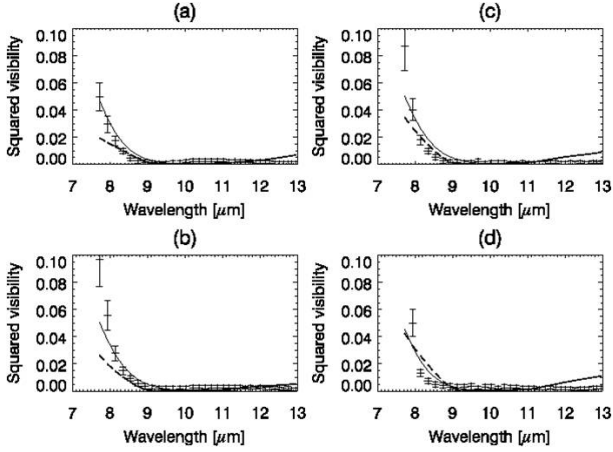 (a)
Squared visibility
0.10
0.08
0.06
0.04
0.02
0.00
7 8 9 10 11 12 13
Wavelength [μm]
(c)
Squared visibility
0.10
0.08
0.06
0.04
0.02
0.00
7 8 9 10 11 12 13
Wavelength [μm]
(b)
Squared visibility
0.10
0.08
0.06
0.04
0.02
0.00
7 8 9 10 11 12 13
Wavelength [μm]
(d)
Squared visibility
0.10
0.08
0.06
0.04
0.02
0.00
7 8 9 10 11 12 13
Wavelength [μm]